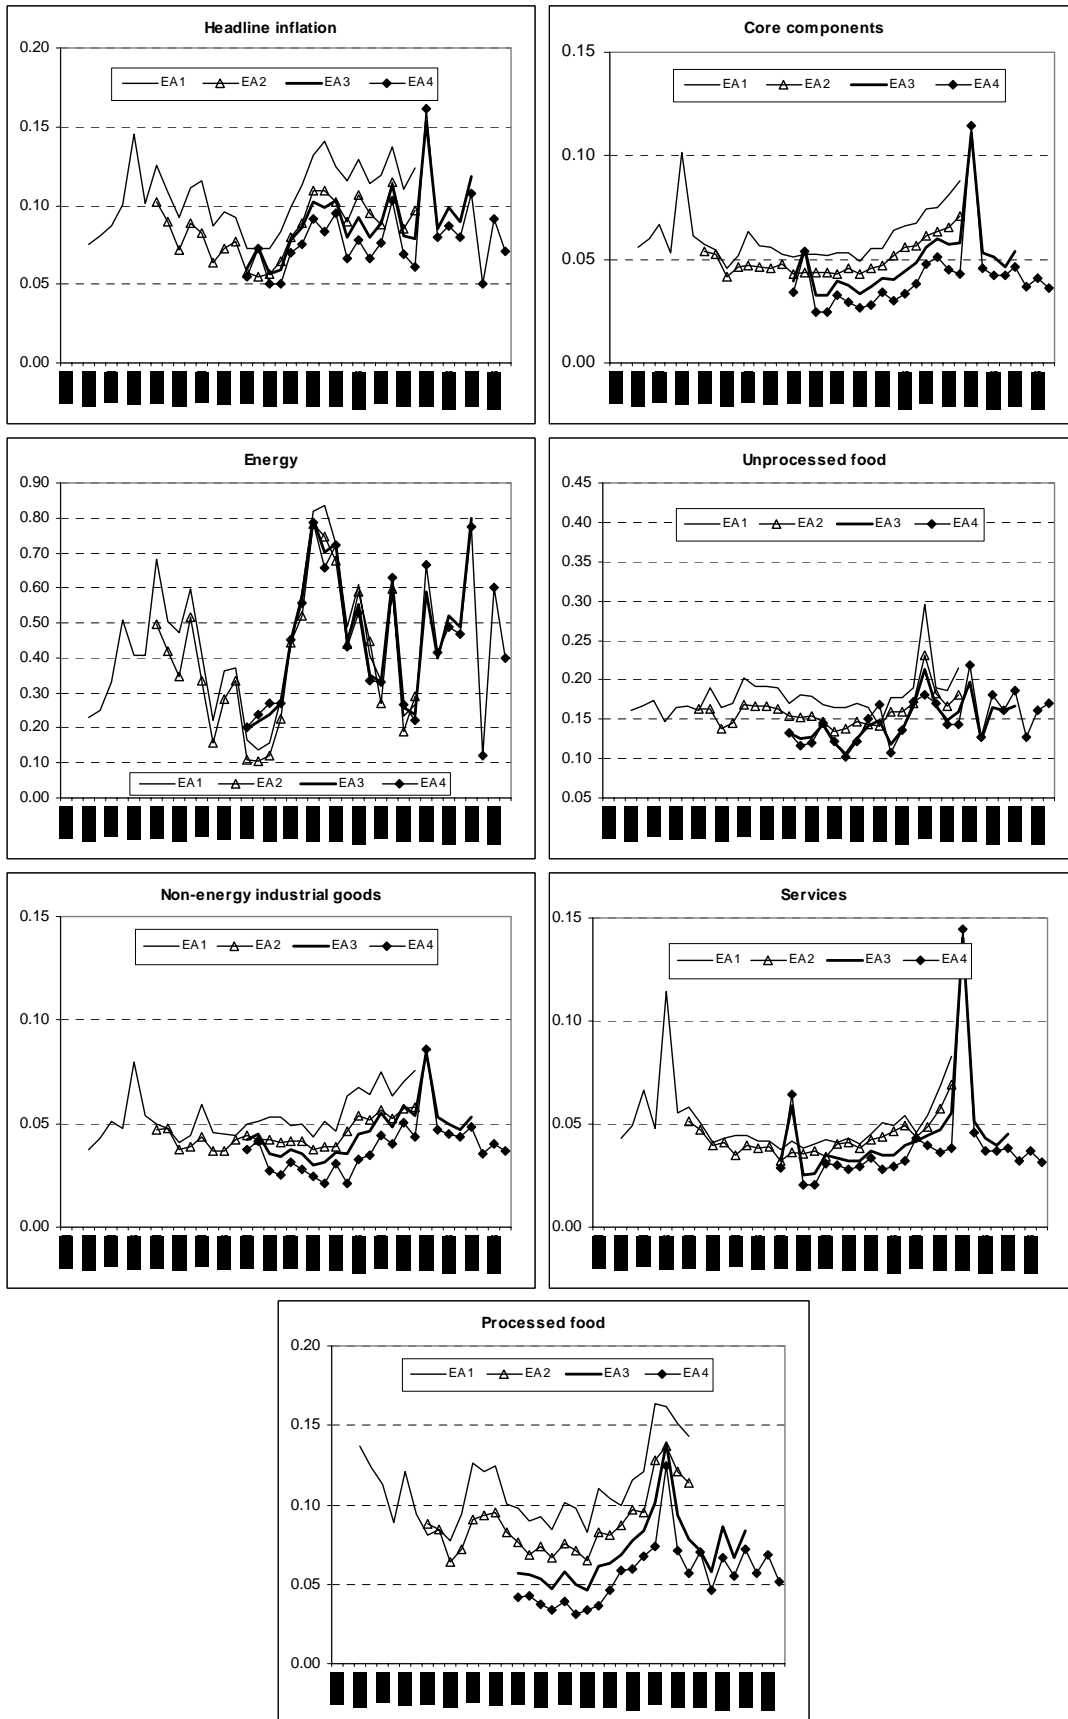 Headline inflation
0.20
EA1 EA2 EA3 EA4
0.15
0.10
0.05
0.00
Core components
0.15
EA1 EA2 EA3 EA4
0.10
0.05
0.00
Energy
0.90
0.80
0.70
0.60
0.50
0.40
0.30
0.20
0.10
EA1 EA2 EA3 EA4
0.00
Unprocessed food
0.45
EA1 EA2 EA3 EA4
0.40
0.35
0.30
0.25
0.20
0.15
0.10
0.05
Non-energy industrial goods
0.15
EA1 EA2 EA3 EA4
0.10
0.05
0.00
Services
0.15
EA1 EA2 EA3 EA4
0.10
0.05
0.00
Processed food
0.20
EA1 EA2 EA3 EA4
0.15
0.10
0.05
0.00